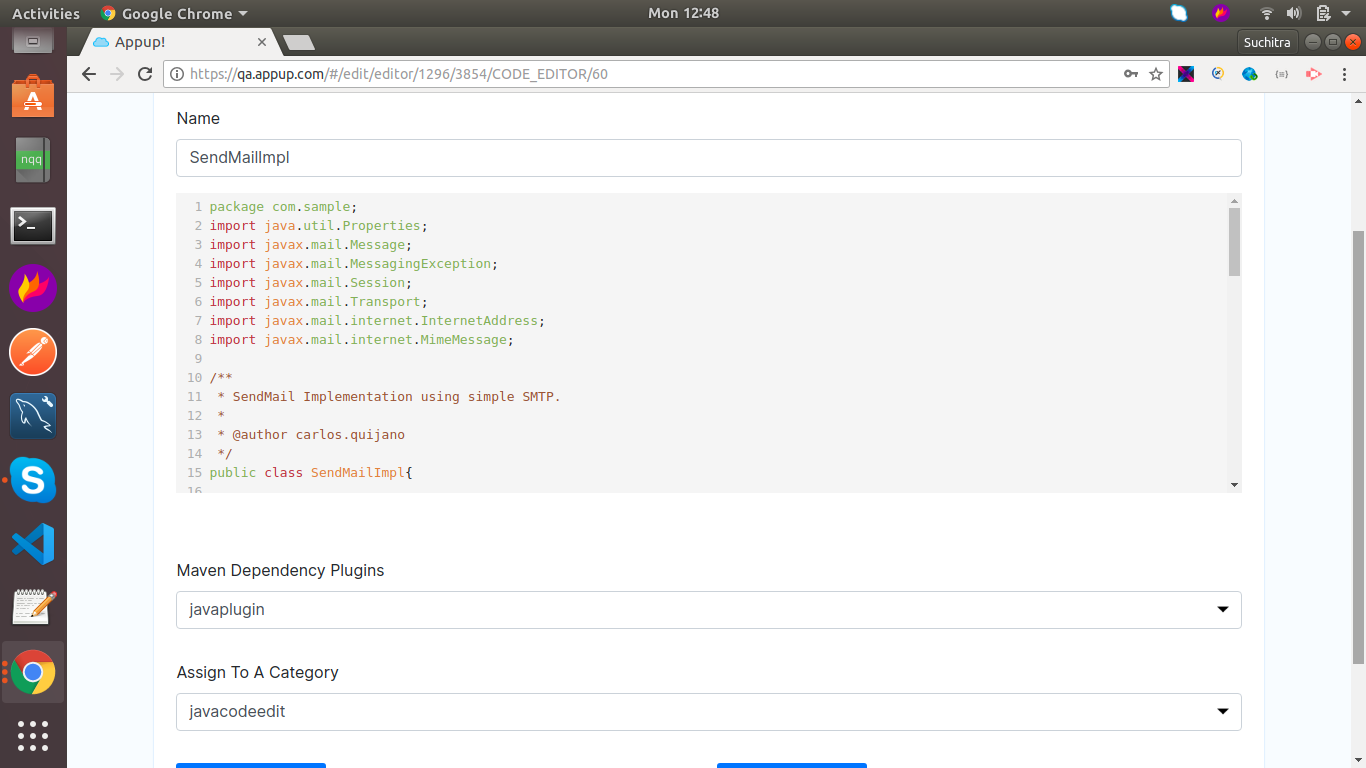 Activities Google Chrome Mon 12:48
Appup! Suchitra
https://qa.appup.com/#/edit/editor/1296/3854/CODE_EDITOR/60
nqq
Name
SendMailImpl
1 package com.sample;
2 import java.util.Properties;
3 import javax.mail.Message;
4 import javax.mail.MessagingException;
5 import javax.mail.Session;
6 import javax.mail.Transport;
7 import javax.mail.internet.InternetAddress;
8 import javax.mail.internet.MimeMessage;
9
10 /**
11 * SendMail Implementation using simple SMTP.
12 *
13 * @author carlos.quijano
14 */
15 public class SendMailImpl{
16
Maven Dependency Plugins
javaplugin
Assign To A Category
javacodeedit